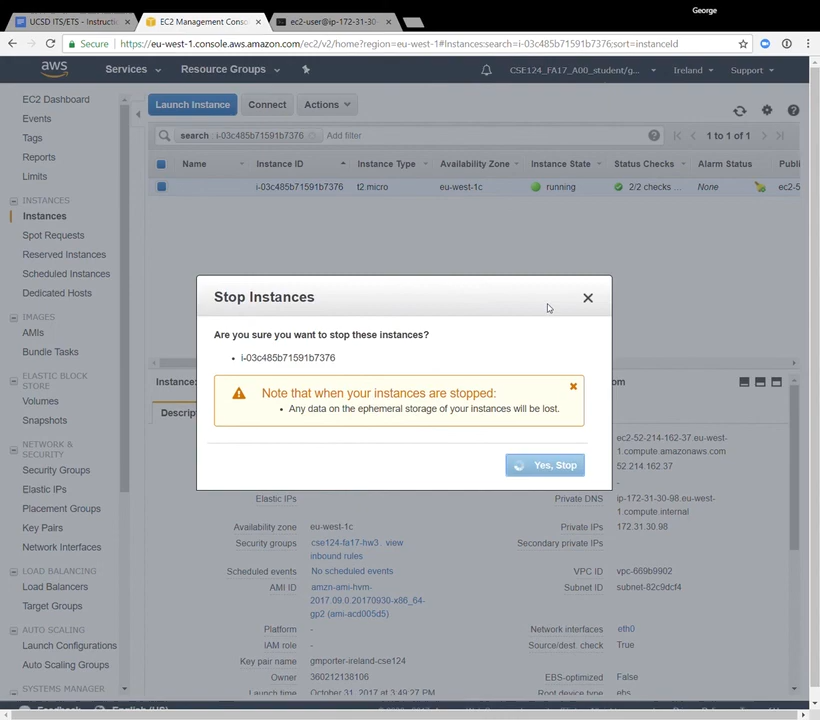 George
UCSD ITS/ETS - Instructi
EC2 Management Conso
ec2-user@ip-172-31-30-
Secure
https://eu-west-1.console.aws.amazon.com/ec2/v2/home?region=eu-west-1#Instances:search=i-03c485b71591b7376;sort=instanceId
aws
Services
Resource Groups
CSE124_FA17_A00_student/g...
Ireland
Support
EC2 Dashboard
Events
Tags
Reports
Limits
INSTANCES
Instances
Spot Requests
Reserved Instances
Scheduled Instances
Dedicated Hosts
IMAGES
AMIs
Bundle Tasks
ELASTIC BLOCK
STORE
Volumes
Snapshots
NETWORK &
SECURITY
Security Groups
Elastic IPs
Placement Groups
Key Pairs
Network Interfaces
LOAD BALANCING
Load Balancers
Target Groups
AUTO SCALING
Launch Configurations
Auto Scaling Groups
SYSTEMS MANAGER
Launch Instance
Connect
Actions
search : i-03c485b71591b7376
Add filter
1 to 1 of 1
Name
Instance ID
Instance Type
Availability Zone
Instance State
Status Checks
Alarm Status
Publi
i-03c485b71591b7376
t2.micro
eu-west-1c
running
2/2 checks ...
None
ec2-5
Stop Instances
Are you sure you want to stop these instances?
• i-03c485b71591b7376
Note that when your instances are stopped:
• Any data on the ephemeral storage of your instances will be lost.
Yes, Stop
Instance:
om
Descrip
ec2-52-214-162-37.eu-west-
1.compute.amazonaws.com
52.214.162.37
-
Elastic IPs
Private DNS
ip-172-31-30-98.eu-west-
1.compute.internal
Availability zone
eu-west-1c
Private IPs
172.31.30.98
Security groups
cse124-fa17-hw3. view
inbound rules
Secondary private IPs
Scheduled events
No scheduled events
VPC ID
vpc-669b9902
AMI ID
amzn-ami-hvm-
2017.09.0.20170930-x86_64-
gp2 (ami-acd005d5)
Subnet ID
subnet-82c9dcf4
Platform
-
Network interfaces
eth0
IAM role
-
Source/dest. check
True
Key pair name
gmporter-ireland-cse124
Owner
360212138106
EBS-optimized
False
Launch time
October 31, 2017 at 3:49:27 PM
Root device type
ebs
Feedback
English (US)